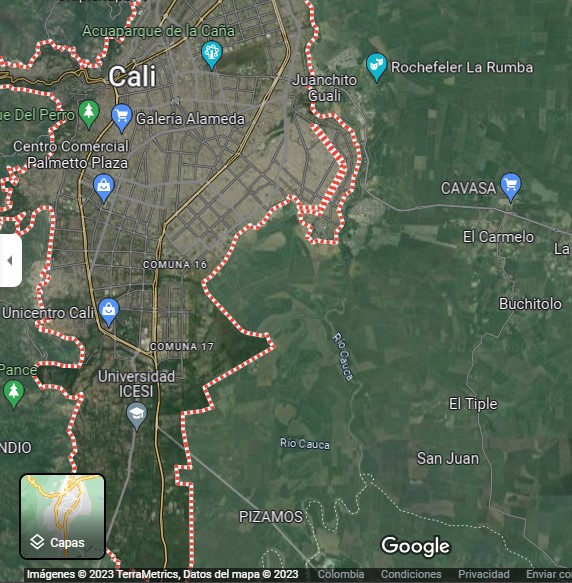 Acuaparque de la Caña
Cali
Rochefeler La Rumba
Juanchito
Guali
ue Del Perro
Galería Alameda
Centro Comercial
Palmetto Plaza
CAVASA
El Carmelo
La
COMUNA 16
Buchitolo
Unicentro Cali
Río Cauca
COMUNA 17
Pance
Universidad
ICESI
El Tiple
Río Cauca
NDIO
San Juan
PIZAMOS
Capas
Google
Imágenes © 2023 TerraMetrics, Datos del mapa © 2023 Colombia Condiciones Privacidad Enviar co